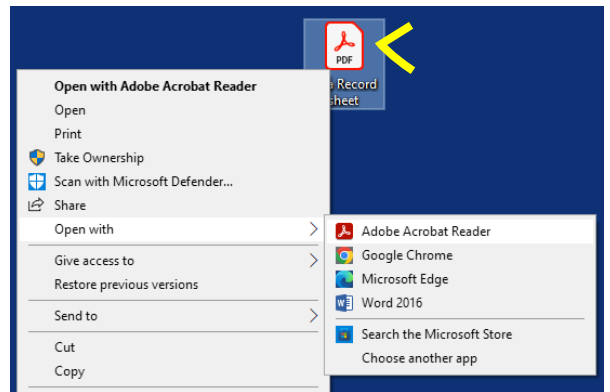 PDF
Record
sheet
Open with Adobe Acrobat Reader
Open
Print
Take Ownership
Scan with Microsoft Defender...
Share
Open with
Give access to
Restore previous versions
Send to
Cut
Copy
Adobe Acrobat Reader
Google Chrome
Microsoft Edge
Word 2016
Search the Microsoft Store
Choose another app